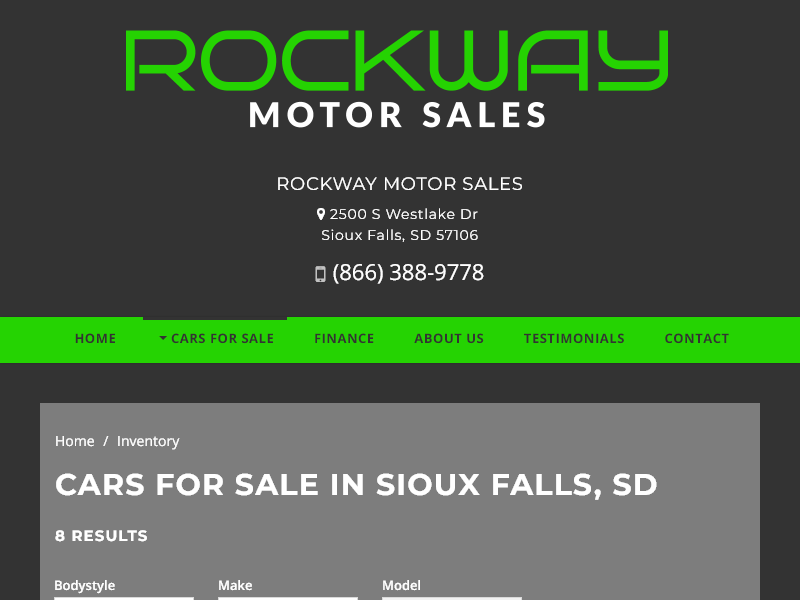 ROCKWAY
MOTOR SALES
ROCKWAY MOTOR SALES
2500 S Westlake Dr
Sioux Falls, SD 57106
(866) 388-9778
HOME CARS FOR SALE FINANCE ABOUT US TESTIMONIALS CONTACT
Home / Inventory
CARS FOR SALE IN SIOUX FALLS, SD
8 RESULTS
Bodystyle Make Model